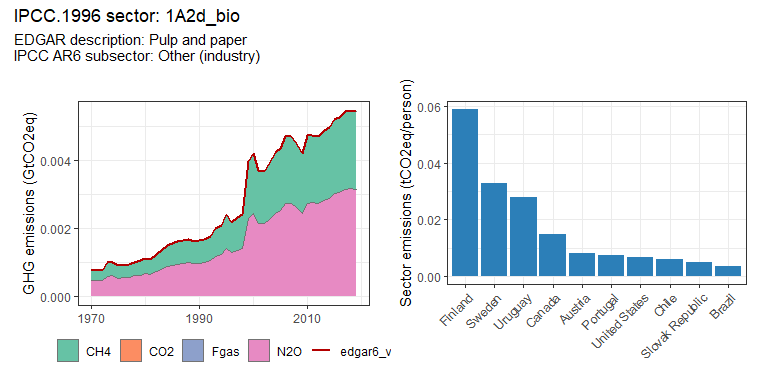 IPCC.1996 sector: 1A2d_bio
EDGAR description: Pulp and paper
IPCC AR6 subsector: Other (industry)
GHG emissions (GtCO2eq)
0.004
0.002
0.000
1970
1990
2010
CH4
CO2
Fgas
N2O
edgar6_v
Sector emissions (tCO2eq/person)
0.06
0.04
0.02
0.00
Finland
Sweden
Uruguay
Canada
Austria
Portugal
United States
Chile
Slovak Republic
Brazil